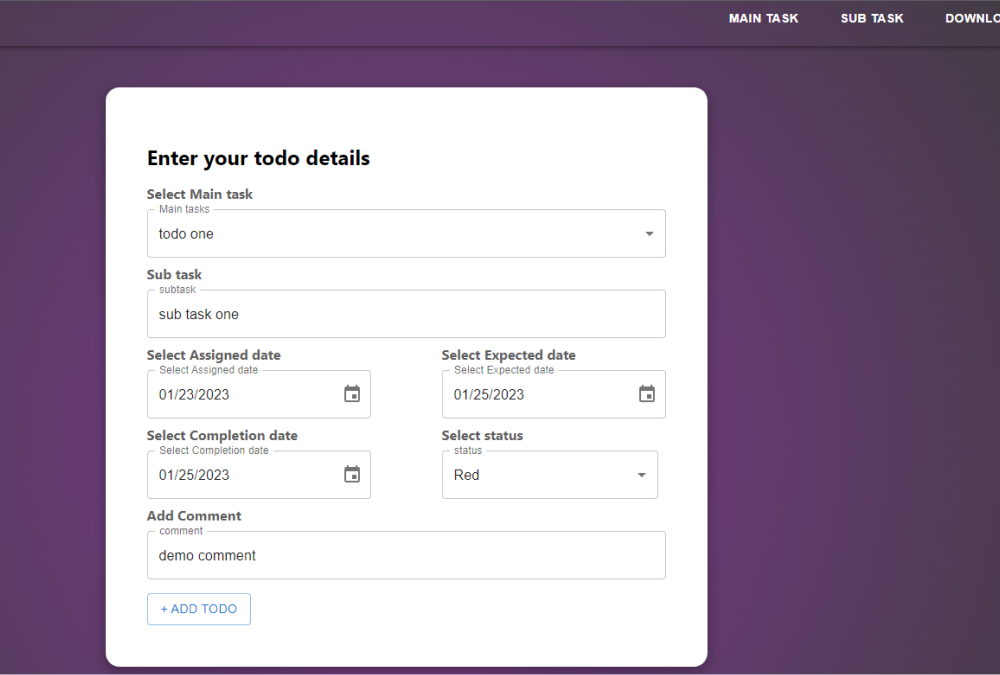 MAIN TASK SUB TASK DOWNLO
Enter your todo details
Select Main task
Main tasks
todo one
Sub task
subtask
sub task one
Select Assigned date Select Expected date
Select Assigned date Select Expected date
01/23/2023 01/25/2023
Select Completion date Select status
Select Completion date status
01/25/2023 Red
Add Comment
comment
demo comment
+ ADD TODO